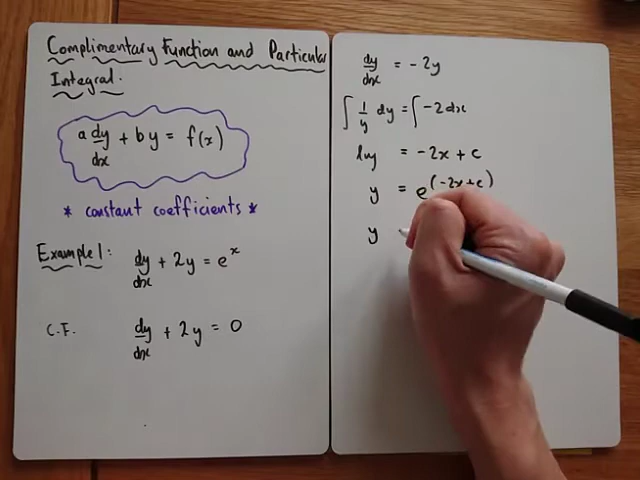 Complimentary Function and Particular
Integral.
a dy/dx + by = f(x)
* constant coefficients *
Example 1: dy/dx + 2y = e^x
C.F. dy/dx + 2y = 0
dy/dx = -2y
∫ 1/y dy = ∫ -2 dx
ln y = -2x + c
y = e^(-2x+c)
y